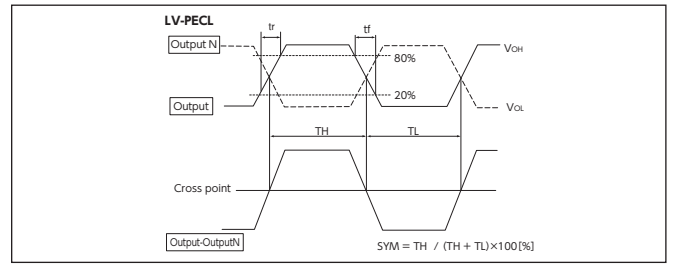 LV-PECL
tr
tf
Output N
VOH
80%
20%
Output
VOL
TH
TL
Cross point
Output-OutputN
SYM = TH / (TH + TL)×100 [%]